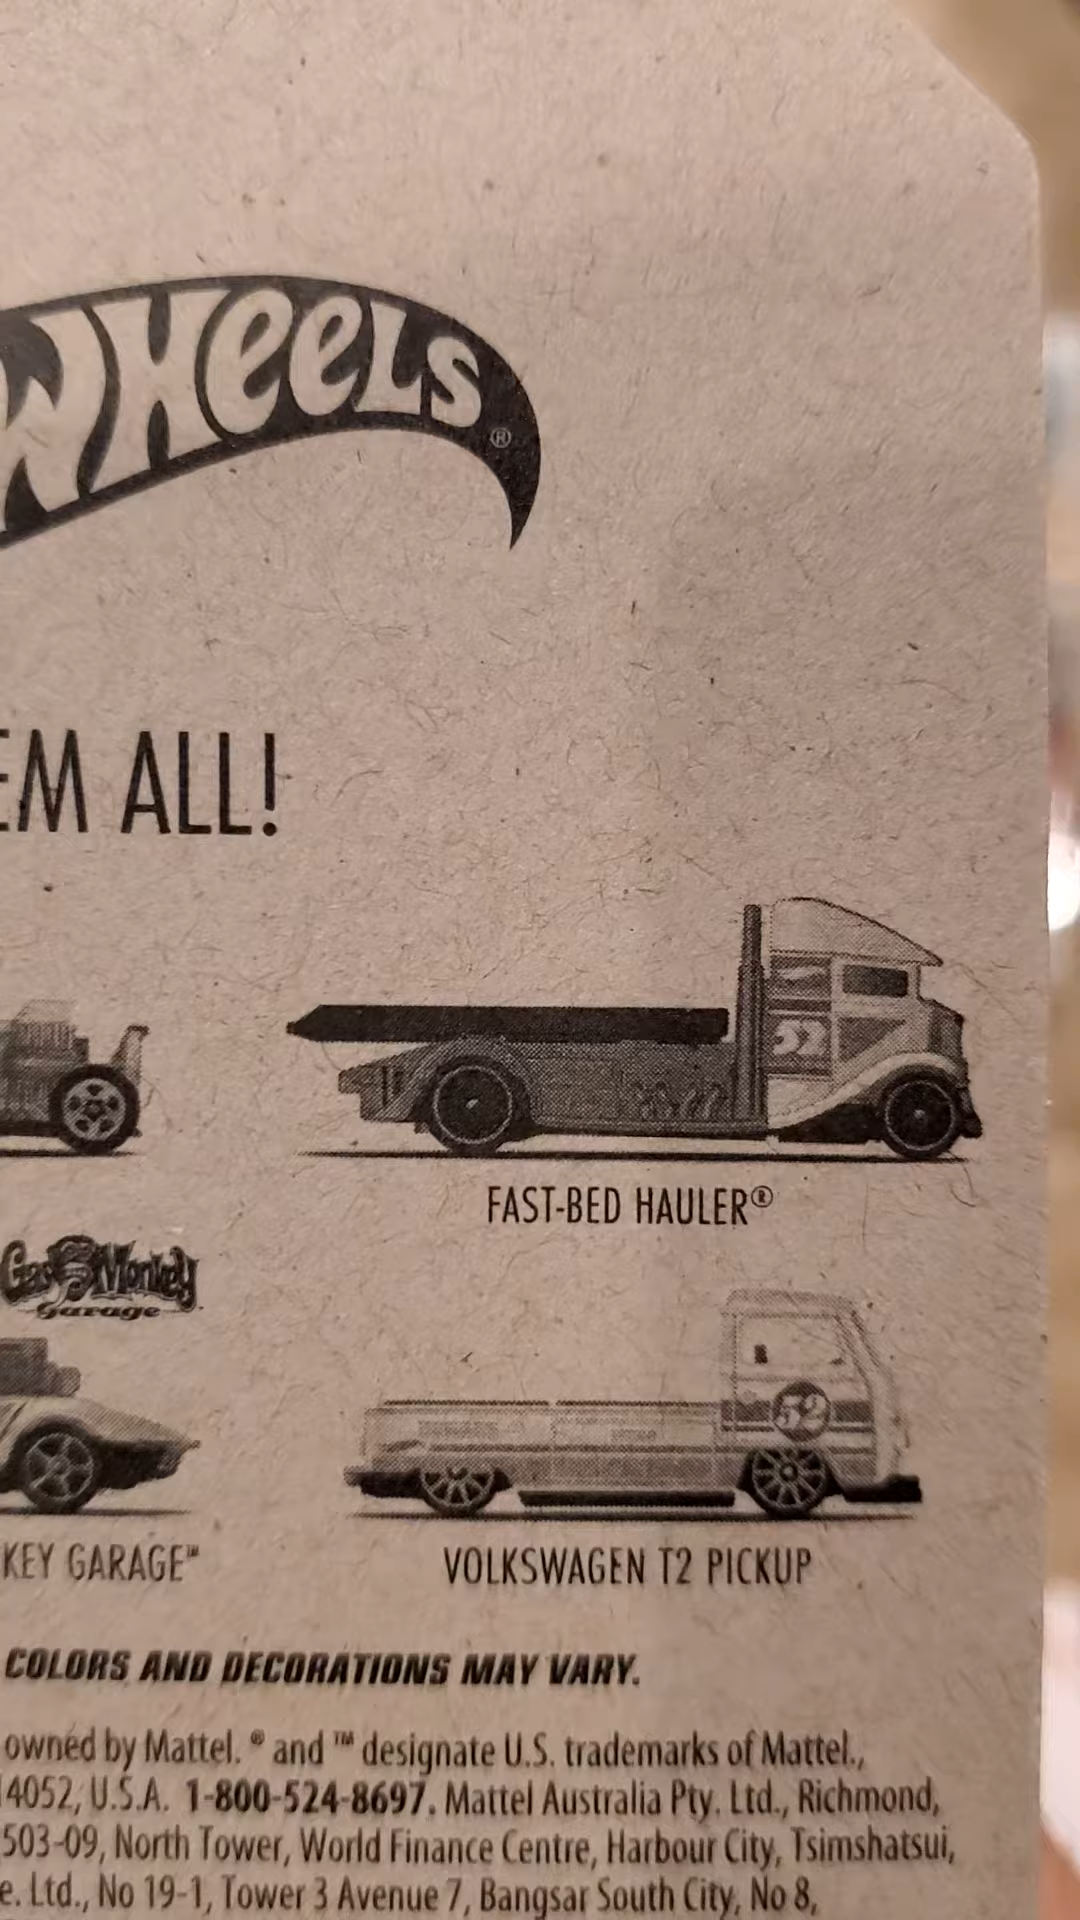 WHEELS®
EM ALL!
52
FAST-BED HAULER®
Gas Monkey
Garage
52
KEY GARAGE™
VOLKSWAGEN T2 PICKUP
COLORS AND DECORATIONS MAY VARY.
owned by Mattel. ® and ™ designate U.S. trademarks of Mattel.,
14052, U.S.A. 1-800-524-8697. Mattel Australia Pty. Ltd., Richmond,
503-09, North Tower, World Finance Centre, Harbour City, Tsimshatsui,
e. Ltd., No 19-1, Tower 3 Avenue 7, Bangsar South City, No 8,